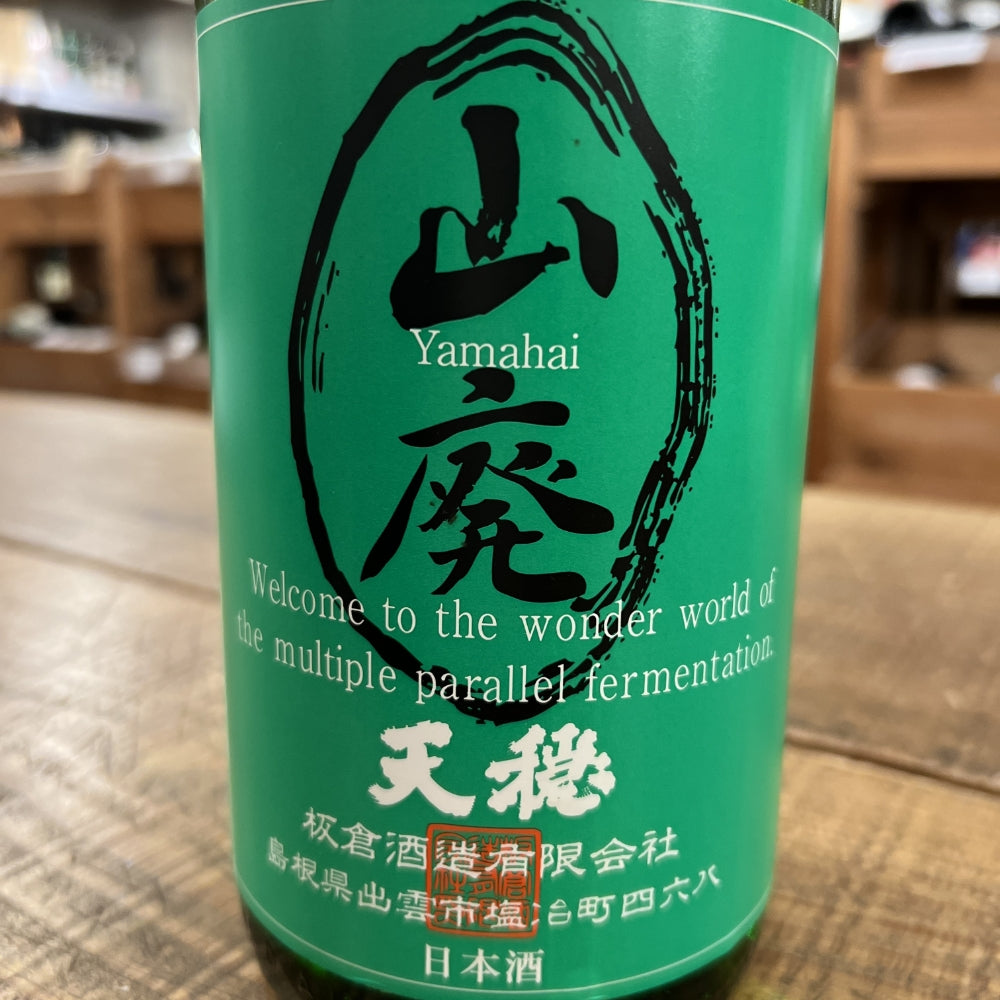 山廃
Yamahai
Welcome to the wonder world of
the multiple parallel fermentation.
天穏
板倉酒造有限会社
島根県出雲市塩冶町四六八
日本酒